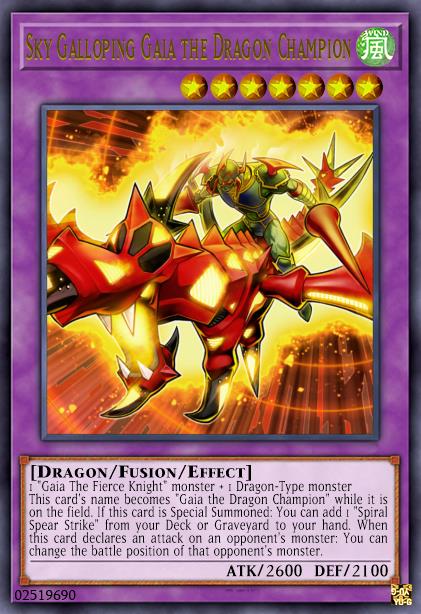 Sky Galloping Gaia the Dragon Champion
WIND
風
[Dragon/Fusion/Effect]
1 "Gaia The Fierce Knight" monster + 1 Dragon-Type monster
This card's name becomes "Gaia the Dragon Champion" while it is
on the field. If this card is Special Summoned: You can add 1 "Spiral
Spear Strike" from your Deck or Graveyard to your hand. When
this card declares an attack on an opponent's monster: You can
change the battle position of that opponent's monster.
ATK/2600 DEF/2100
02519690